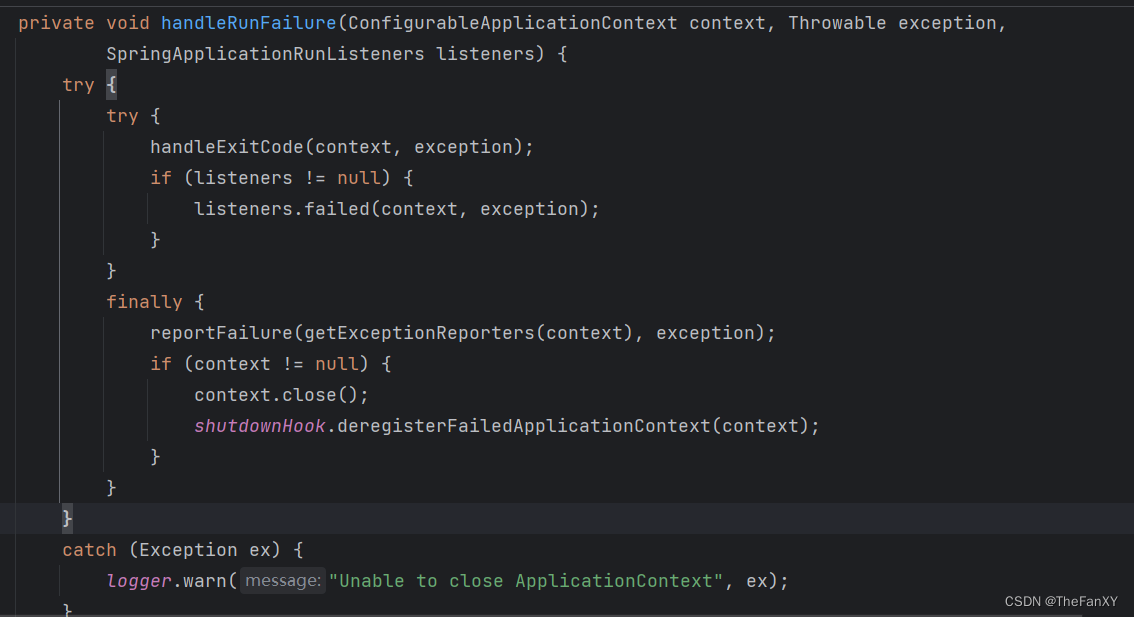 private void handleRunFailure(ConfigurableApplicationContext context, Throwable exception,
        SpringApplicationRunListeners listeners) {
    try {
        try {
            handleExitCode(context, exception);
            if (listeners != null) {
                listeners.failed(context, exception);
            }
        }
        finally {
            reportFailure(getExceptionReporters(context), exception);
            if (context != null) {
                context.close();
                shutdownHook.deregisterFailedApplicationContext(context);
            }
        }
    }
    catch (Exception ex) {
        logger.warn( message: "Unable to close ApplicationContext", ex);
    }
CSDN @TheFanXY